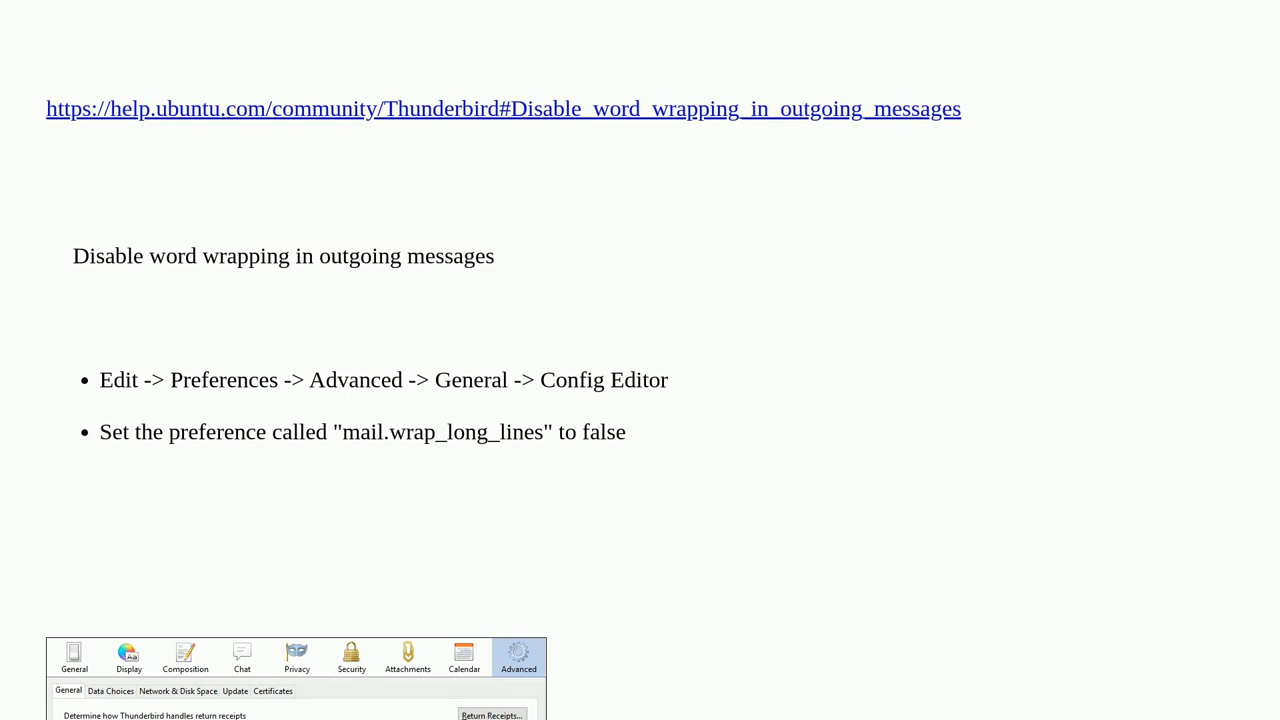 https://help.ubuntu.com/community/Thunderbird#Disable_word_wrapping_in_outgoing_messages
Disable word wrapping in outgoing messages
• Edit -> Preferences -> Advanced -> General -> Config Editor
• Set the preference called "mail.wrap_long_lines" to false
Aa
General Display Composition Chat Privacy Security Attachments Calendar Advanced
General Data Choices Network & Disk Space Update Certificates
Determine how Thunderbird handles return receipts Return Receipts...